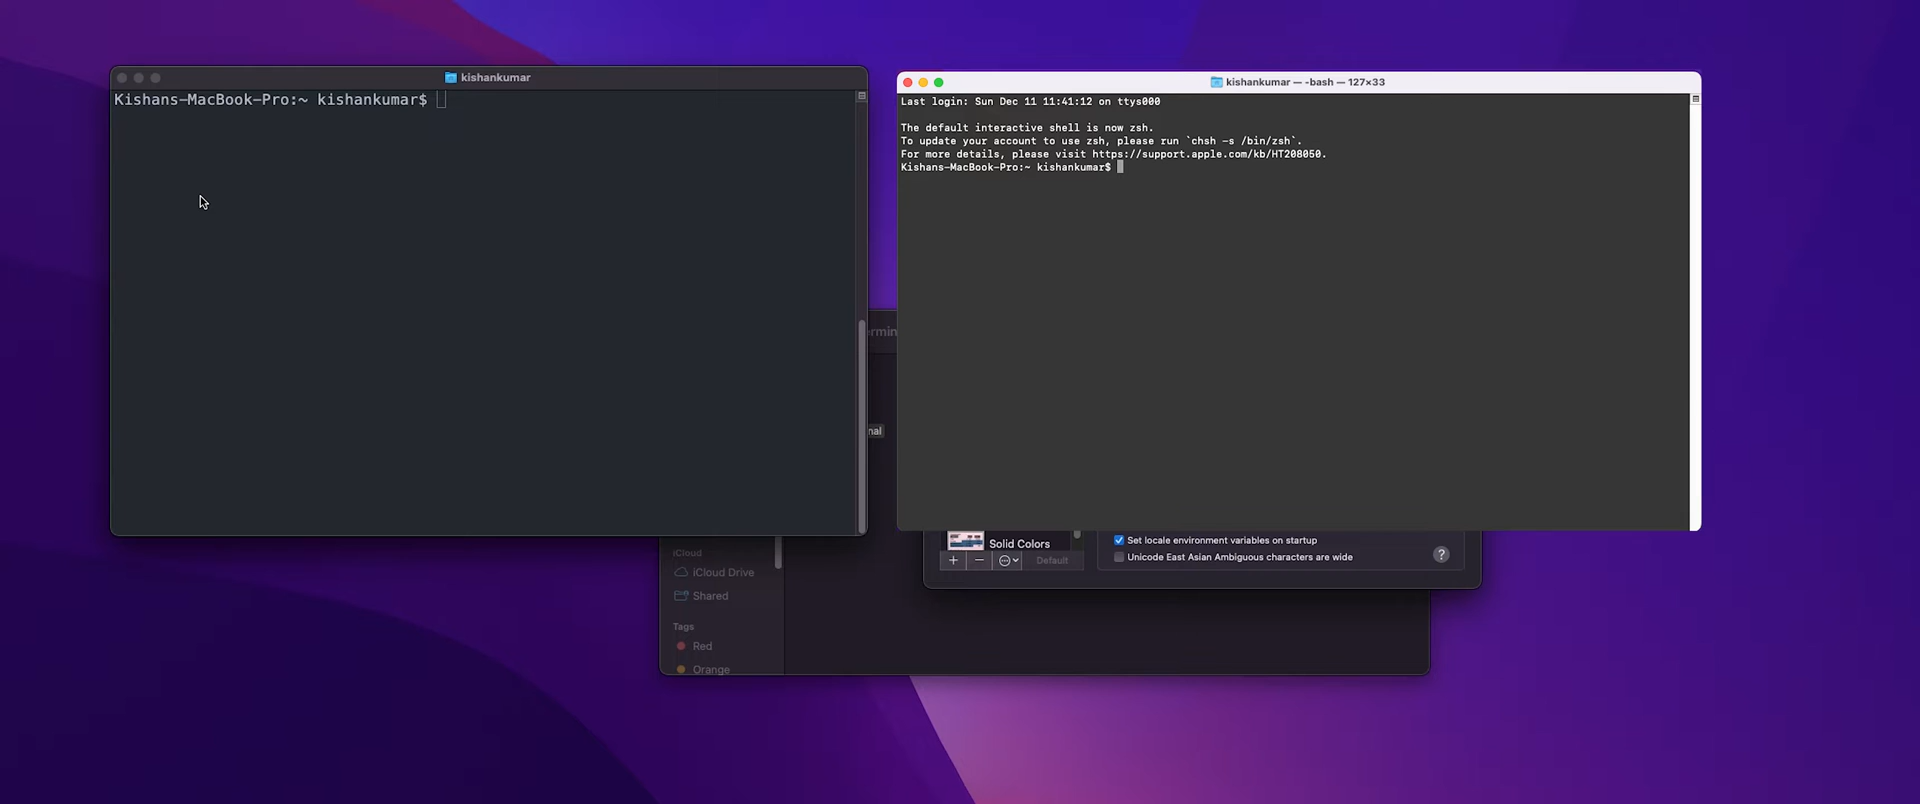 kishankumar
Kishans-MacBook-Pro:~ kishankumar$
kishankumar — -bash — 127×33
Last login: Sun Dec 11 11:41:12 on ttys000
The default interactive shell is now zsh.
To update your account to use zsh, please run `chsh -s /bin/zsh`.
For more details, please visit https://support.apple.com/kb/HT208050.
Kishans-MacBook-Pro:~ kishankumar$
Solid Colors
+ − Default
Set locale environment variables on startup
Unicode East Asian Ambiguous characters are wide
?
iCloud
iCloud Drive
Shared
Tags
Red
Orange